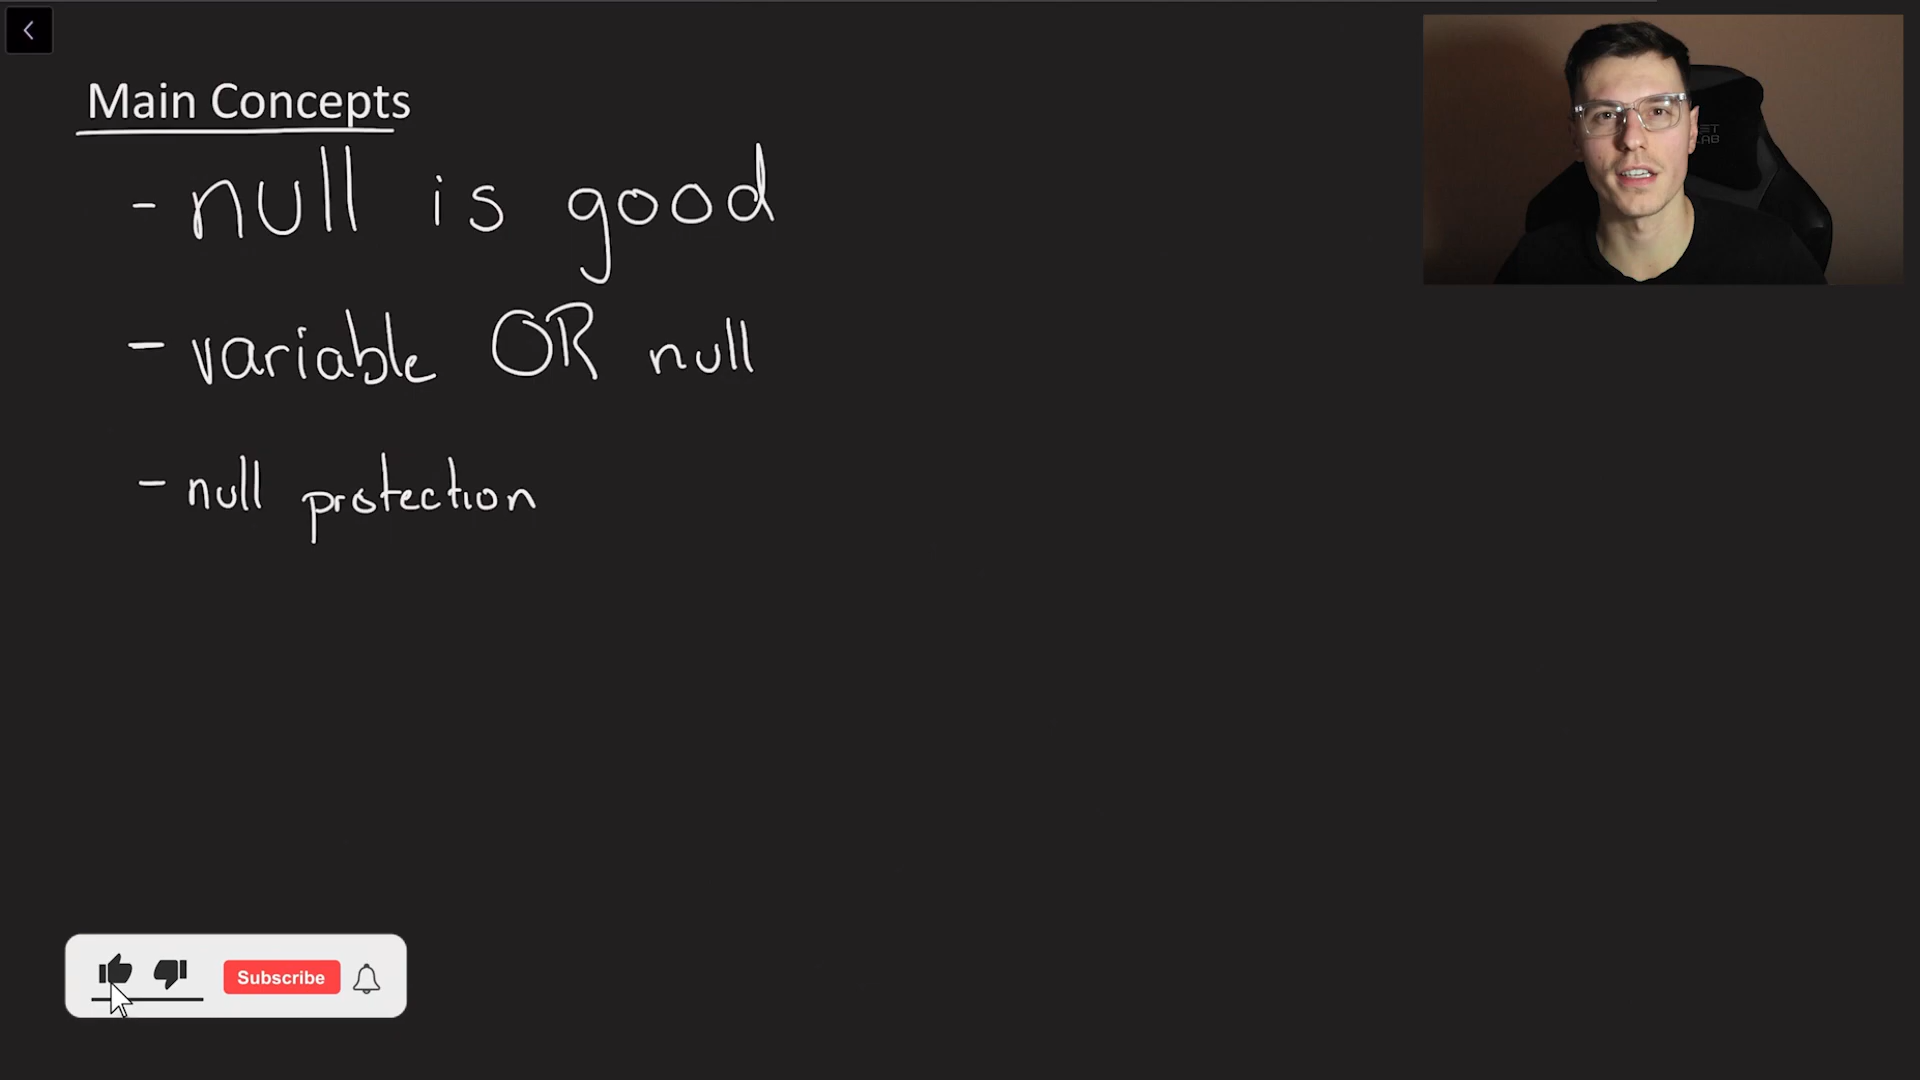 Main Concepts
- null is good
- variable OR null
- null protection
Subscribe